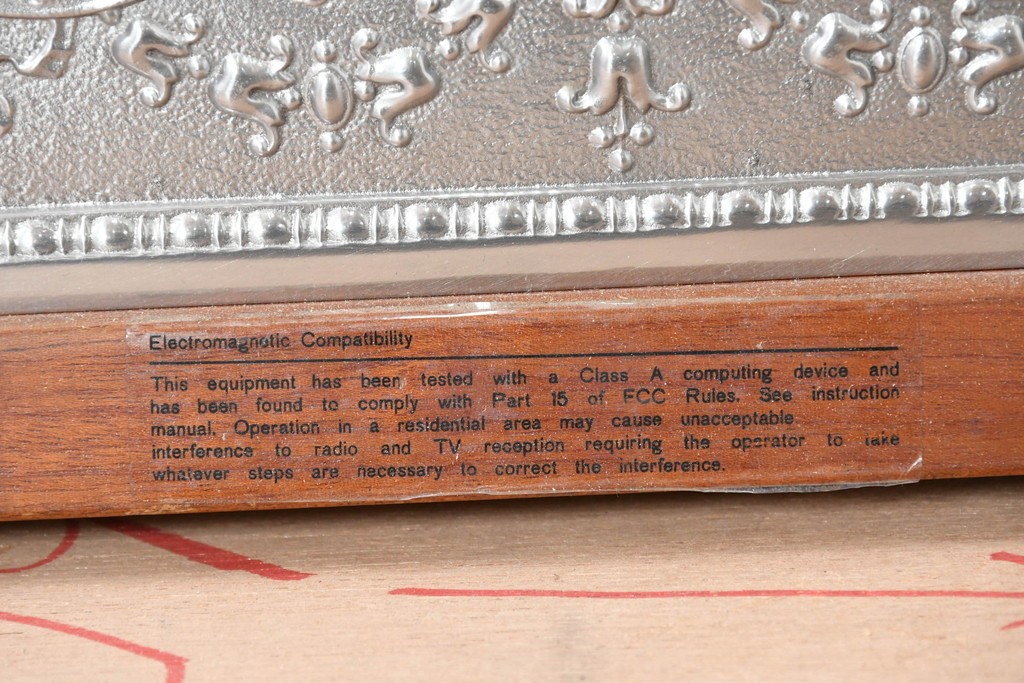 Electromagnetic Compatibility
This equipment has been tested with a Class A computing device and
has been found to comply with Part 15 of FCC Rules. See instruction
manual. Operation in a residential area may cause unacceptable
interference to radio and TV reception requiring the operator to take
whatever steps are necessary to correct the interference.